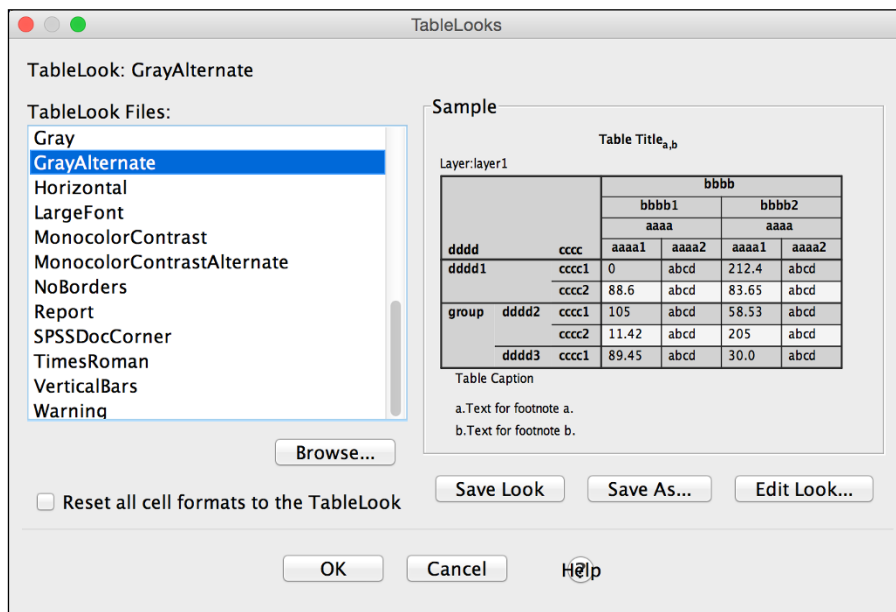 TableLooks
TableLook: GrayAlternate
TableLook Files:
Gray
GrayAlternate
Horizontal
LargeFont
MonocolorContrast
MonocolorContrastAlternate
NoBorders
Report
SPSSDocCorner
TimesRoman
VerticalBars
Warning
Browse...
Reset all cell formats to the TableLook
Sample
Table Title a,b
Layer:layer1
bbbb
bbbb1 bbbb2
aaaa aaaa
dddd cccc aaaa1 aaaa2 aaaa1 aaaa2
dddd1 cccc1 0 abcd 212.4 abcd
cccc2 88.6 abcd 83.65 abcd
group dddd2 cccc1 105 abcd 58.53 abcd
cccc2 11.42 abcd 205 abcd
dddd3 cccc1 89.45 abcd 30.0 abcd
Table Caption
a.Text for footnote a.
b.Text for footnote b.
Save Look Save As... Edit Look...
OK Cancel Help